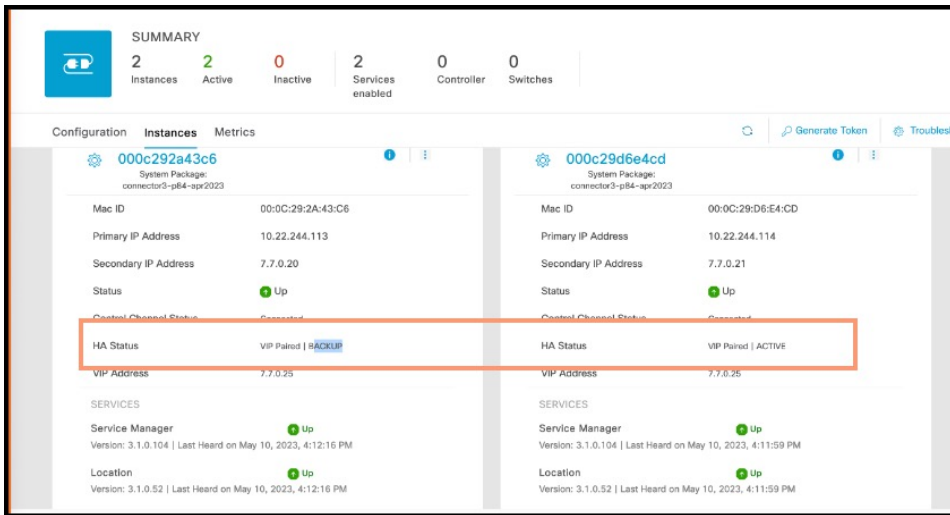 SUMMARY
2 2 0 2 0 0
Instances Active Inactive Services enabled Controller Switches
Configuration Instances Metrics Generate Token Troubles
000c292a43c6
System Package:
connector3-p84-apr2023
Mac ID 00:0C:29:2A:43:C6
Primary IP Address 10.22.244.113
Secondary IP Address 7.7.0.20
Status Up
Control Channel Status Connected
HA Status VIP Paired | BACKUP
VIP Address 7.7.0.25
SERVICES
Service Manager Up
Version: 3.1.0.104 | Last Heard on May 10, 2023, 4:12:16 PM
Location Up
Version: 3.1.0.52 | Last Heard on May 10, 2023, 4:12:16 PM
000c29d6e4cd
System Package:
connector3-p84-apr2023
Mac ID 00:0C:29:D6:E4:CD
Primary IP Address 10.22.244.114
Secondary IP Address 7.7.0.21
Status Up
Control Channel Status Connected
HA Status VIP Paired | ACTIVE
VIP Address 7.7.0.25
SERVICES
Service Manager Up
Version: 3.1.0.104 | Last Heard on May 10, 2023, 4:11:59 PM
Location Up
Version: 3.1.0.52 | Last Heard on May 10, 2023, 4:11:59 PM